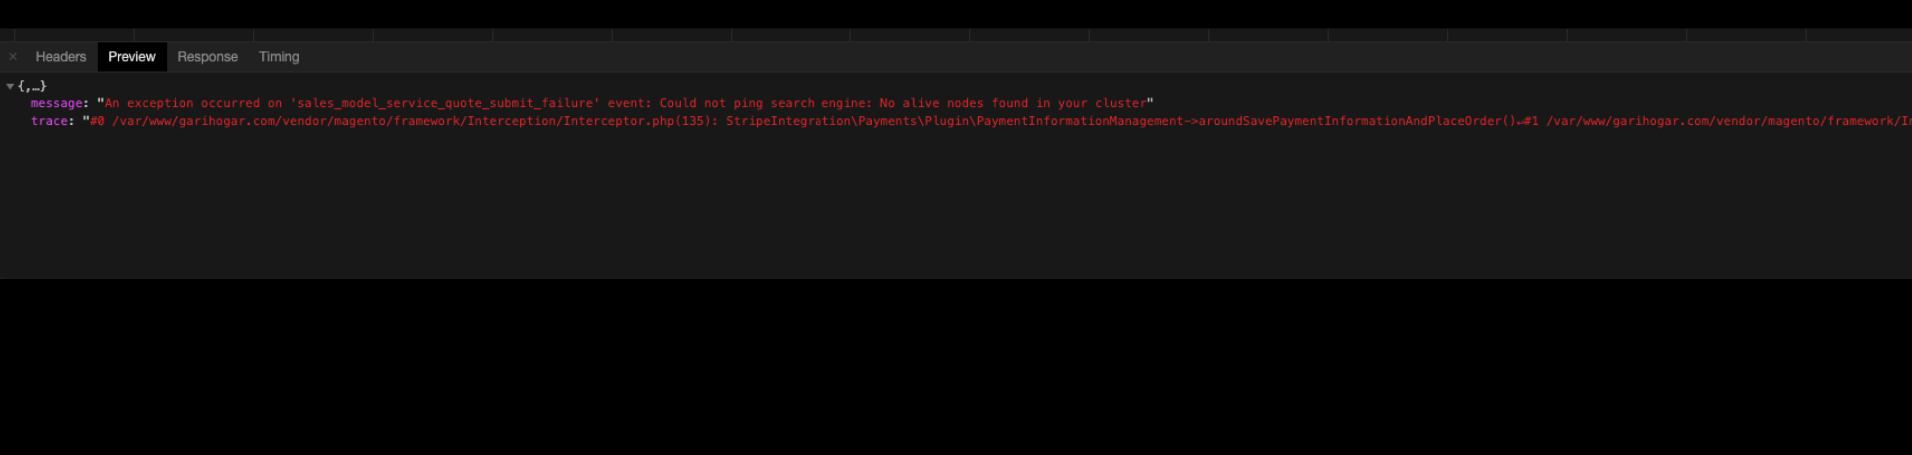 × Headers Preview Response Timing
▼{,…}
message: "An exception occurred on 'sales_model_service_quote_submit_failure' event: Could not ping search engine: No alive nodes found in your cluster"
trace: "#0 /var/www/garihogar.com/vendor/magento/framework/Interception/Interceptor.php(135): StripeIntegration\Payments\Plugin\PaymentInformationManagement->aroundSavePaymentInformationAndPlaceOrder()↵#1 /var/www/garihogar.com/vendor/magento/framework/In